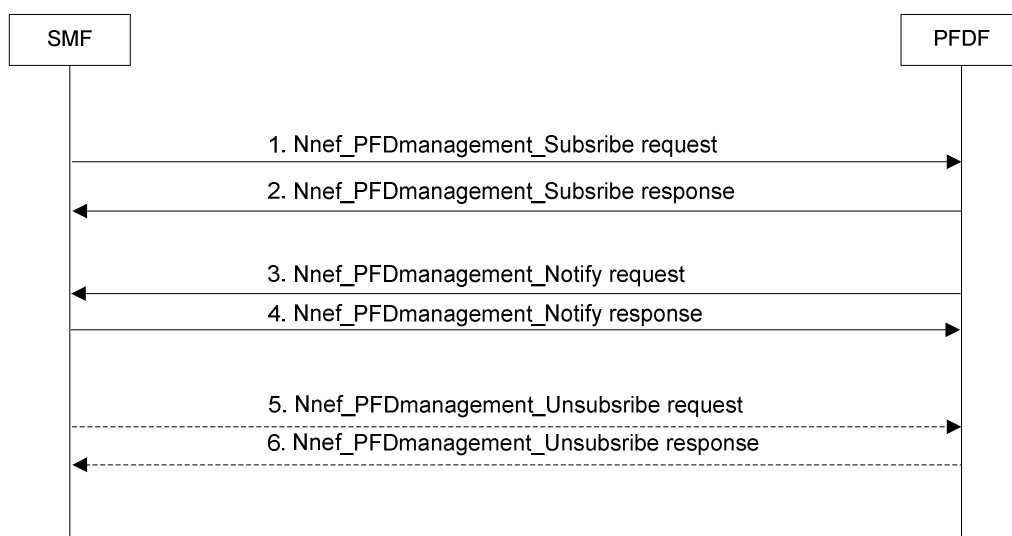 SMF
PFDF
1. Nnef_PFDmanagement_Subsribe request
2. Nnef_PFDmanagement_Subsribe response
3. Nnef_PFDmanagement_Notify request
4. Nnef_PFDmanagement_Notify response
5. Nnef_PFDmanagement_Unsubsribe request
6. Nnef_PFDmanagement_Unsubsribe response